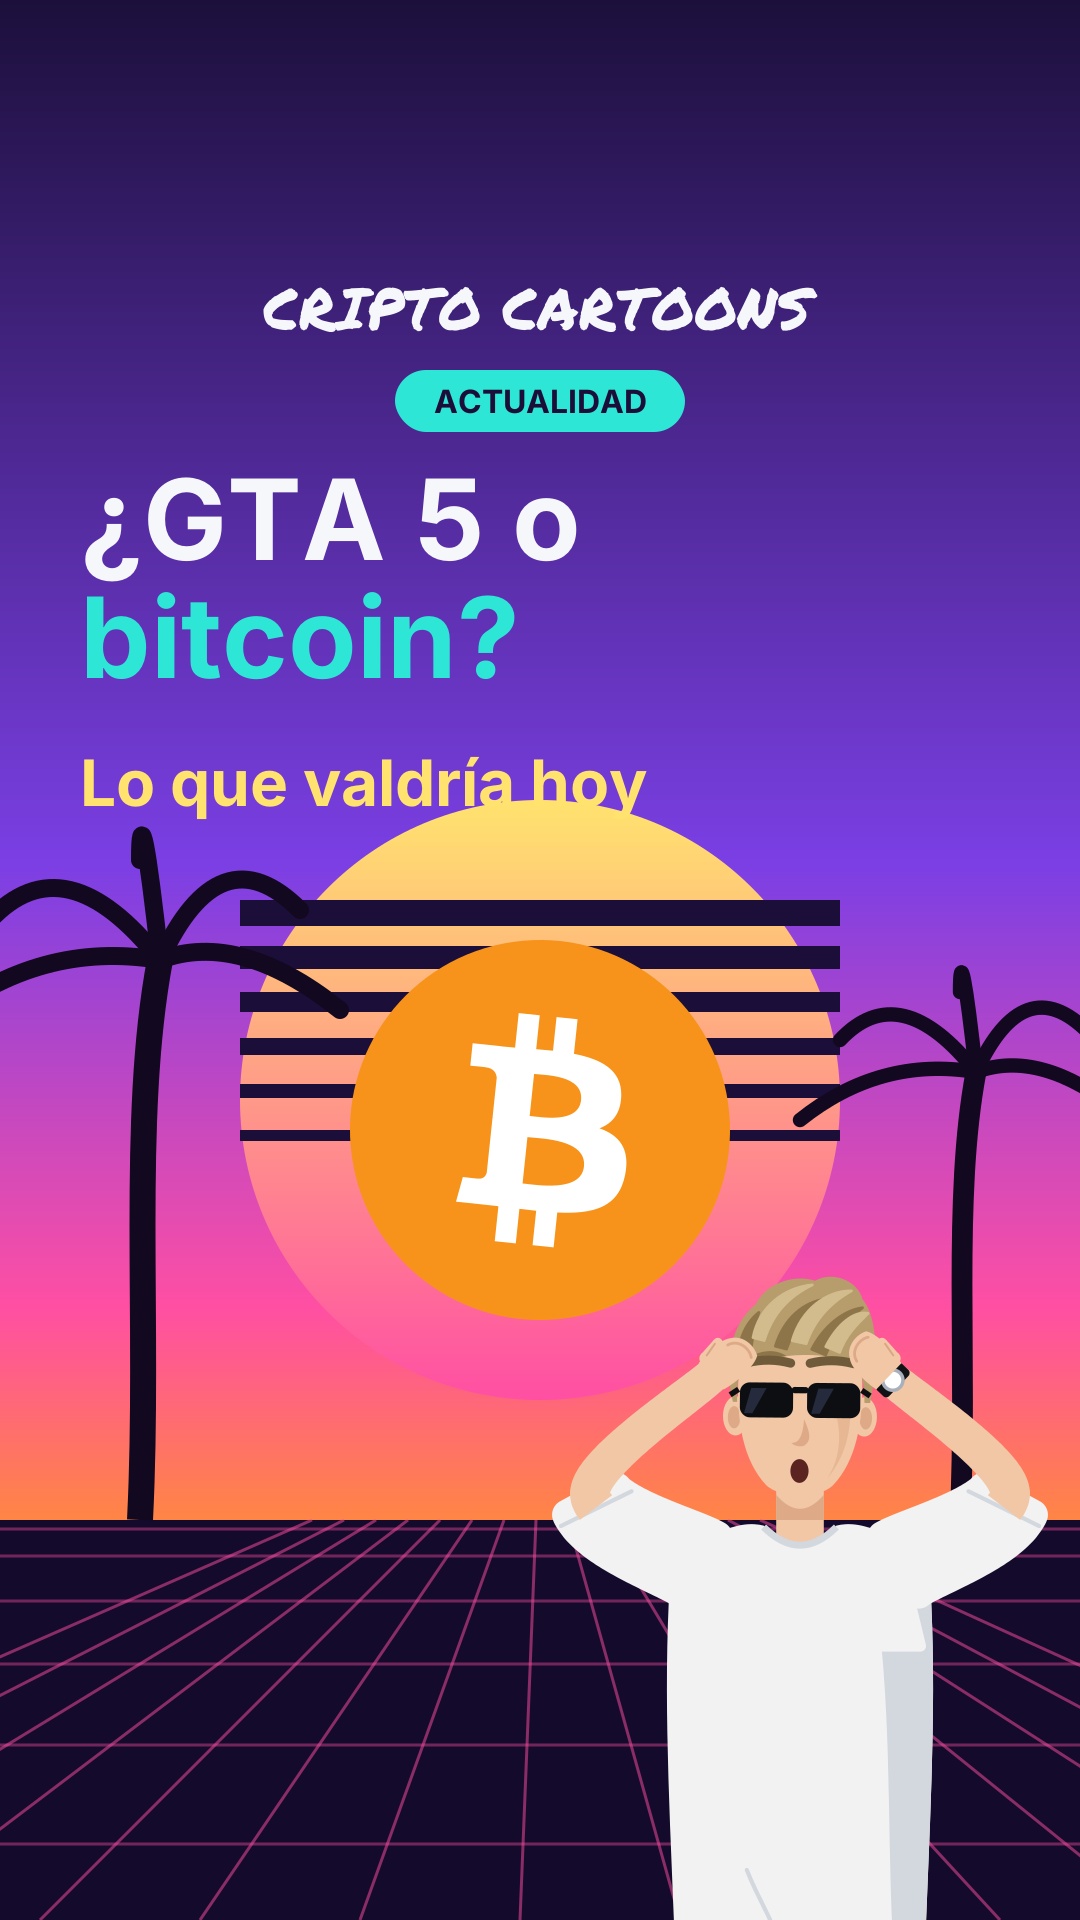 CRIPTO CARTOONS
ACTUALIDAD
¿GTA 5 o
bitcoin?
Lo que valdría hoy